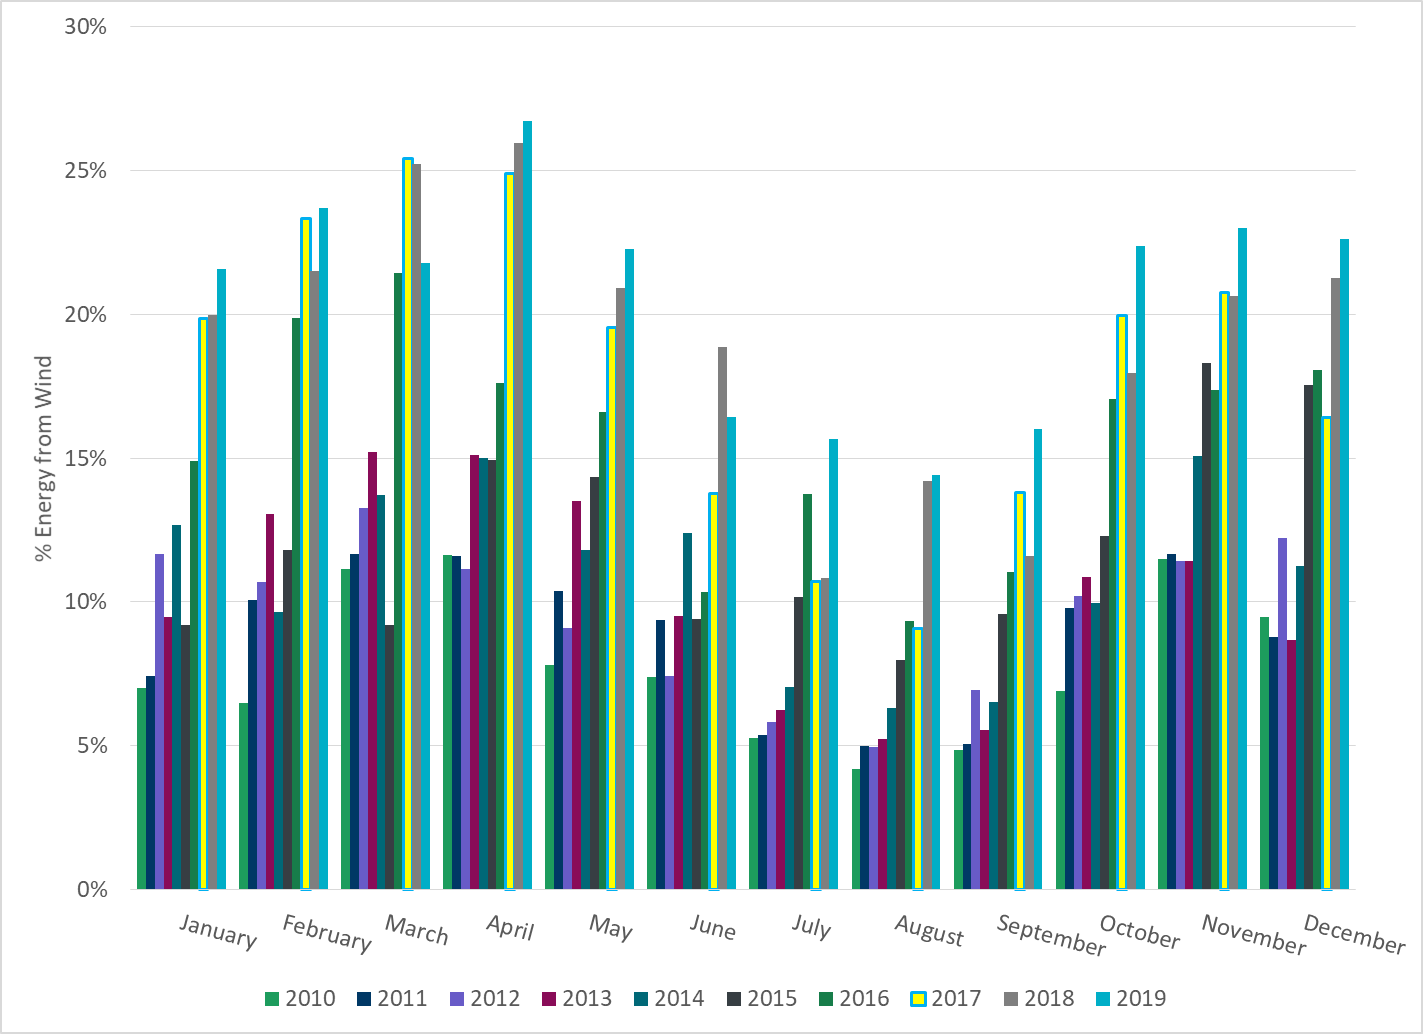 30%
25%
20%
15%
10%
5%
0%
% Energy from Wind
January February March April May June July August September October November December
2010 2011 2012 2013 2014 2015 2016 2017 2018 2019